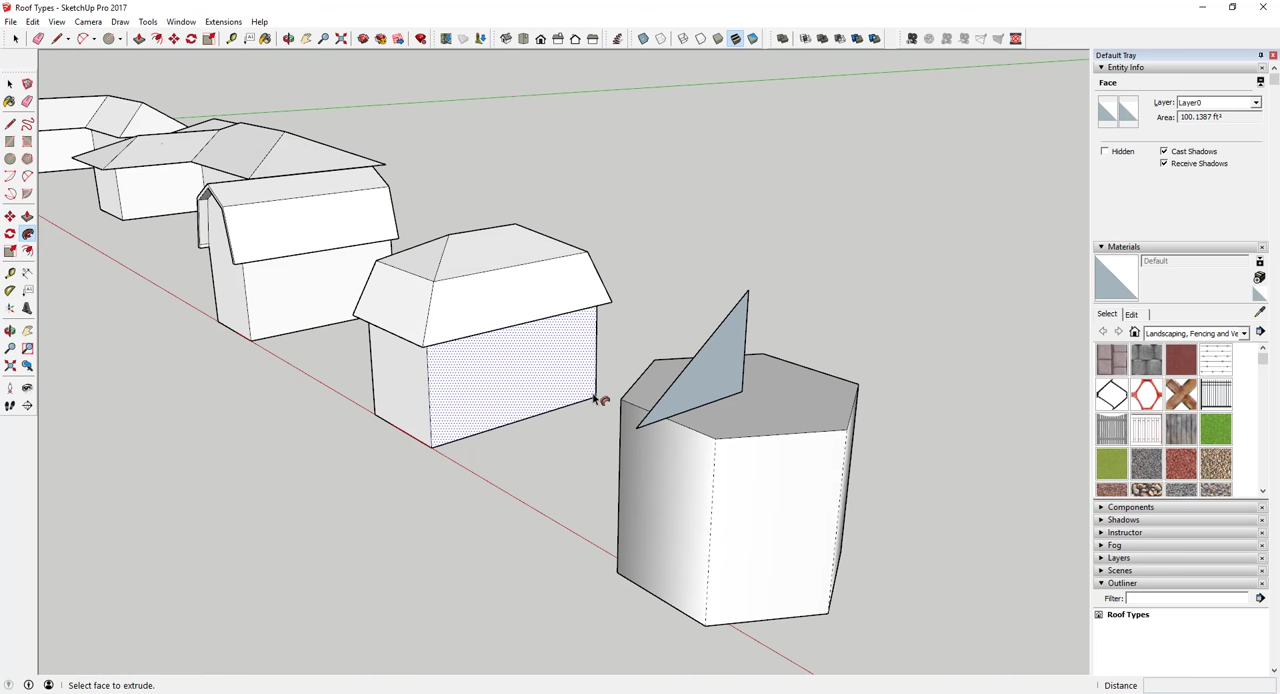 Roof Types - SketchUp Pro 2017
File Edit View Camera Draw Tools Window Extensions Help
Default Tray
Entity Info
Face
Layer: Layer0
Area: 100.1387 ft²
Hidden
Cast Shadows
Receive Shadows
Materials
Default
Select Edit
Landscaping, Fencing and Ve
Components
Shadows
Instructor
Fog
Layers
Scenes
Outliner
Filter:
Roof Types
Select face to extrude.
Distance